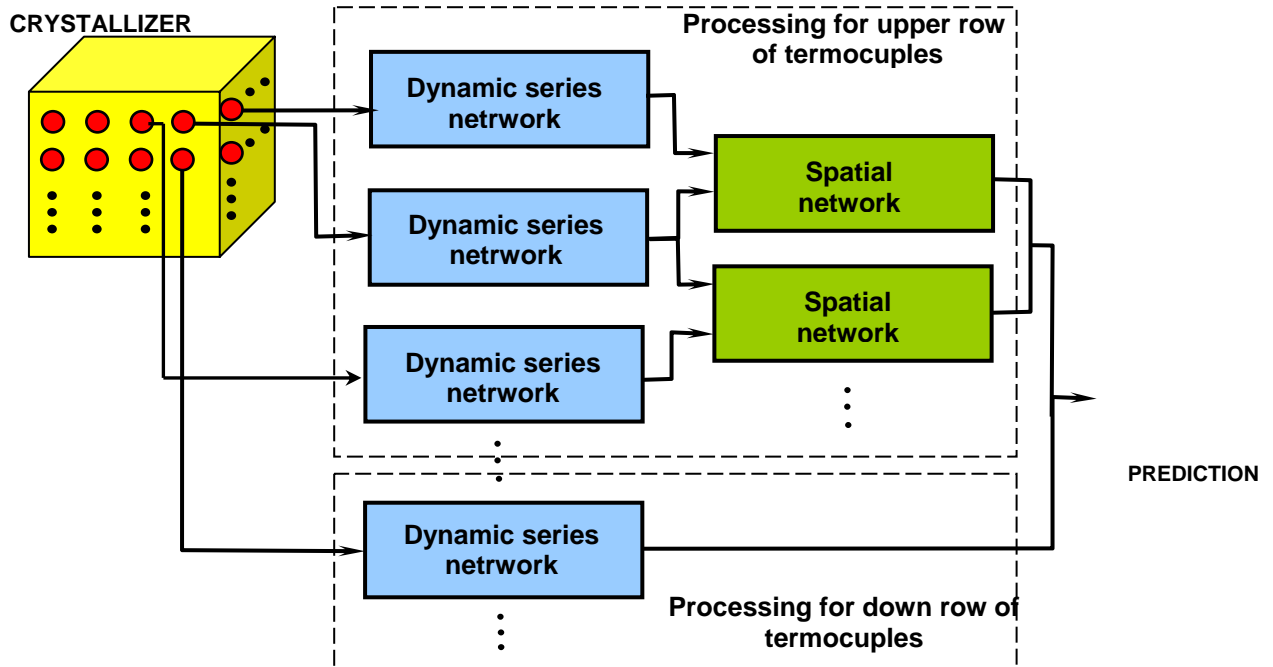 CRYSTALLIZER
Processing for upper row
of termocuples
Dynamic series
netrwork
Spatial
network
Dynamic series
netrwork
Spatial
network
Dynamic series
netrwork
PREDICTION
Dynamic series
netrwork
Processing for down row of
termocuples